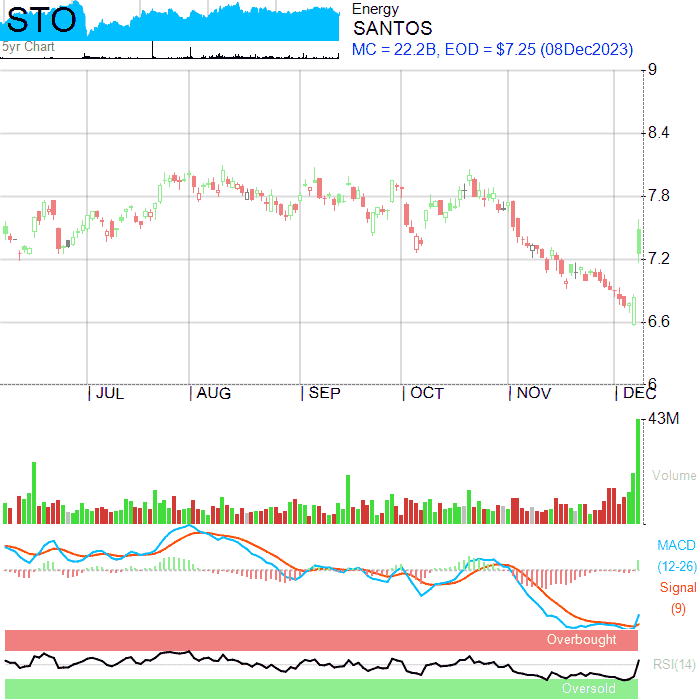 STO
5yr Chart
Energy
SANTOS
MC = 22.2B, EOD = $7.25 (08Dec2023)
9
8.4
7.8
7.2
6.6
6
JUL
AUG
SEP
OCT
NOV
DEC
43M
Volume
MACD
(12-26)
Signal
(9)
Overbought
RSI(14)
Oversold